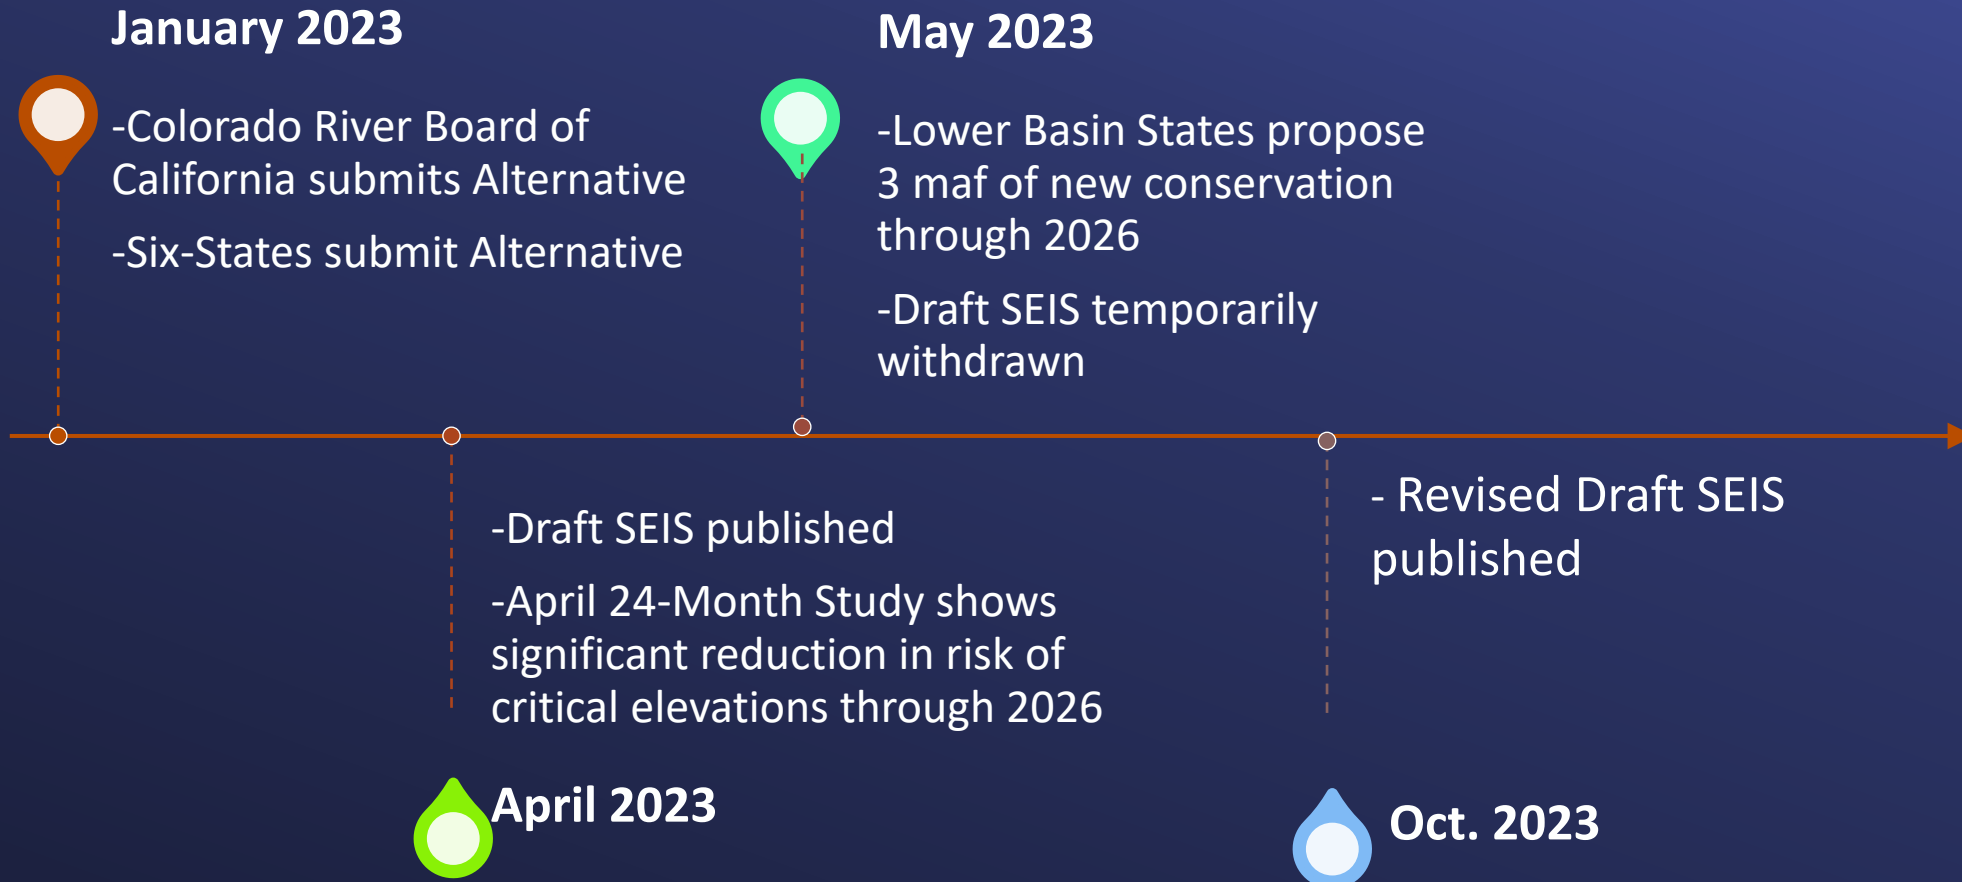 January 2023
-Colorado River Board of
California submits Alternative
-Six-States submit Alternative
May 2023
-Lower Basin States propose
3 maf of new conservation
through 2026
-Draft SEIS temporarily
withdrawn
-Draft SEIS published
-April 24-Month Study shows
significant reduction in risk of
critical elevations through 2026
April 2023
- Revised Draft SEIS
published
Oct. 2023